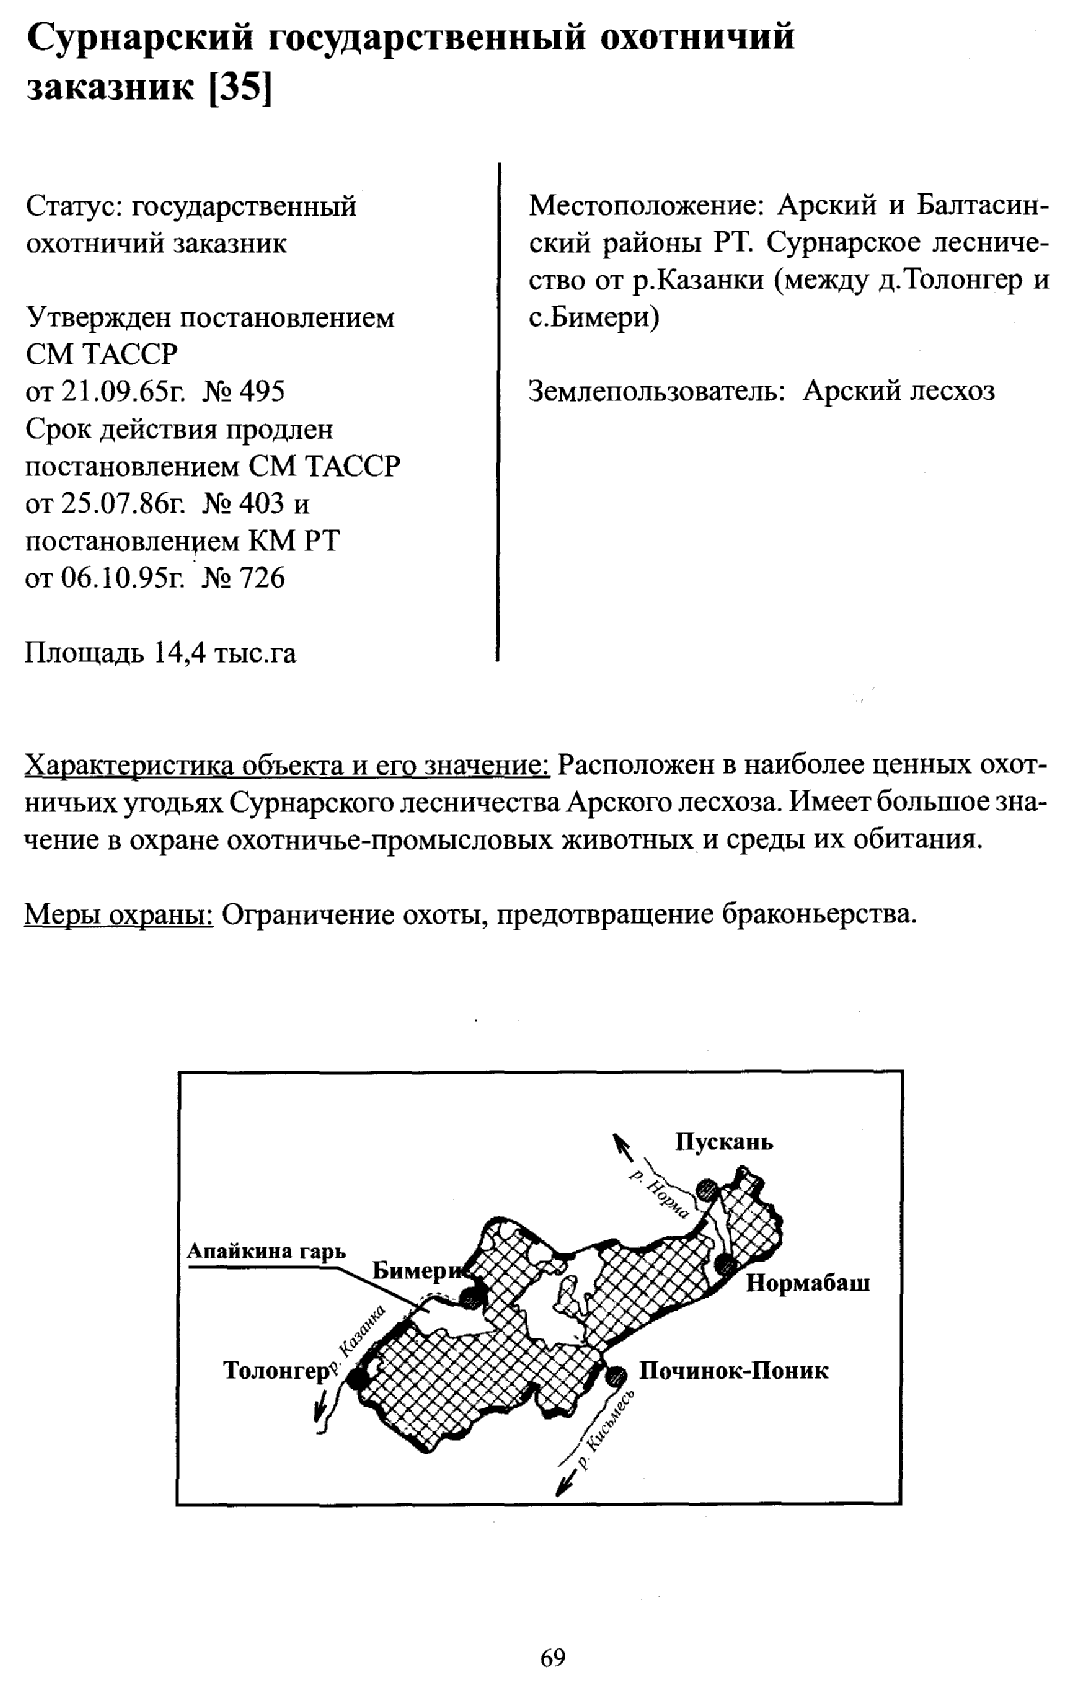 Сурнарский государственный охотничий
заказник [35]
Статус: государственный
охотничий заказник
Утвержден постановлением
СМ ТАССР
от 21.09.65г. № 495
Срок действия продлен
постановлением СМ ТАССР
от 25.07.86г. № 403 и
постановлением КМ РТ
от 06.10.95г. № 726
Площадь 14,4 тыс.га
Местоположение: Арский и Балтасин-
ский районы РТ. Сурнарское лесниче-
ство от р.Казанки (между д.Толонгер и
с.Бимери)
Землепользователь: Арский лесхоз
Характеристика объекта и его значение: Расположен в наиболее ценных охот-
ничьих угодьях Сурнарского лесничества Арского лесхоза. Имеет большое зна-
чение в охране охотничье-промысловых животных и среды их обитания.
Меры охраны: Ограничение охоты, предотвращение браконьерства.
Пускань
р. Норма
Апайкина гарь
Бимери
Нормабаш
р. Казанка
Толонгер
Починок-Поник
р. Кисьмесь
69